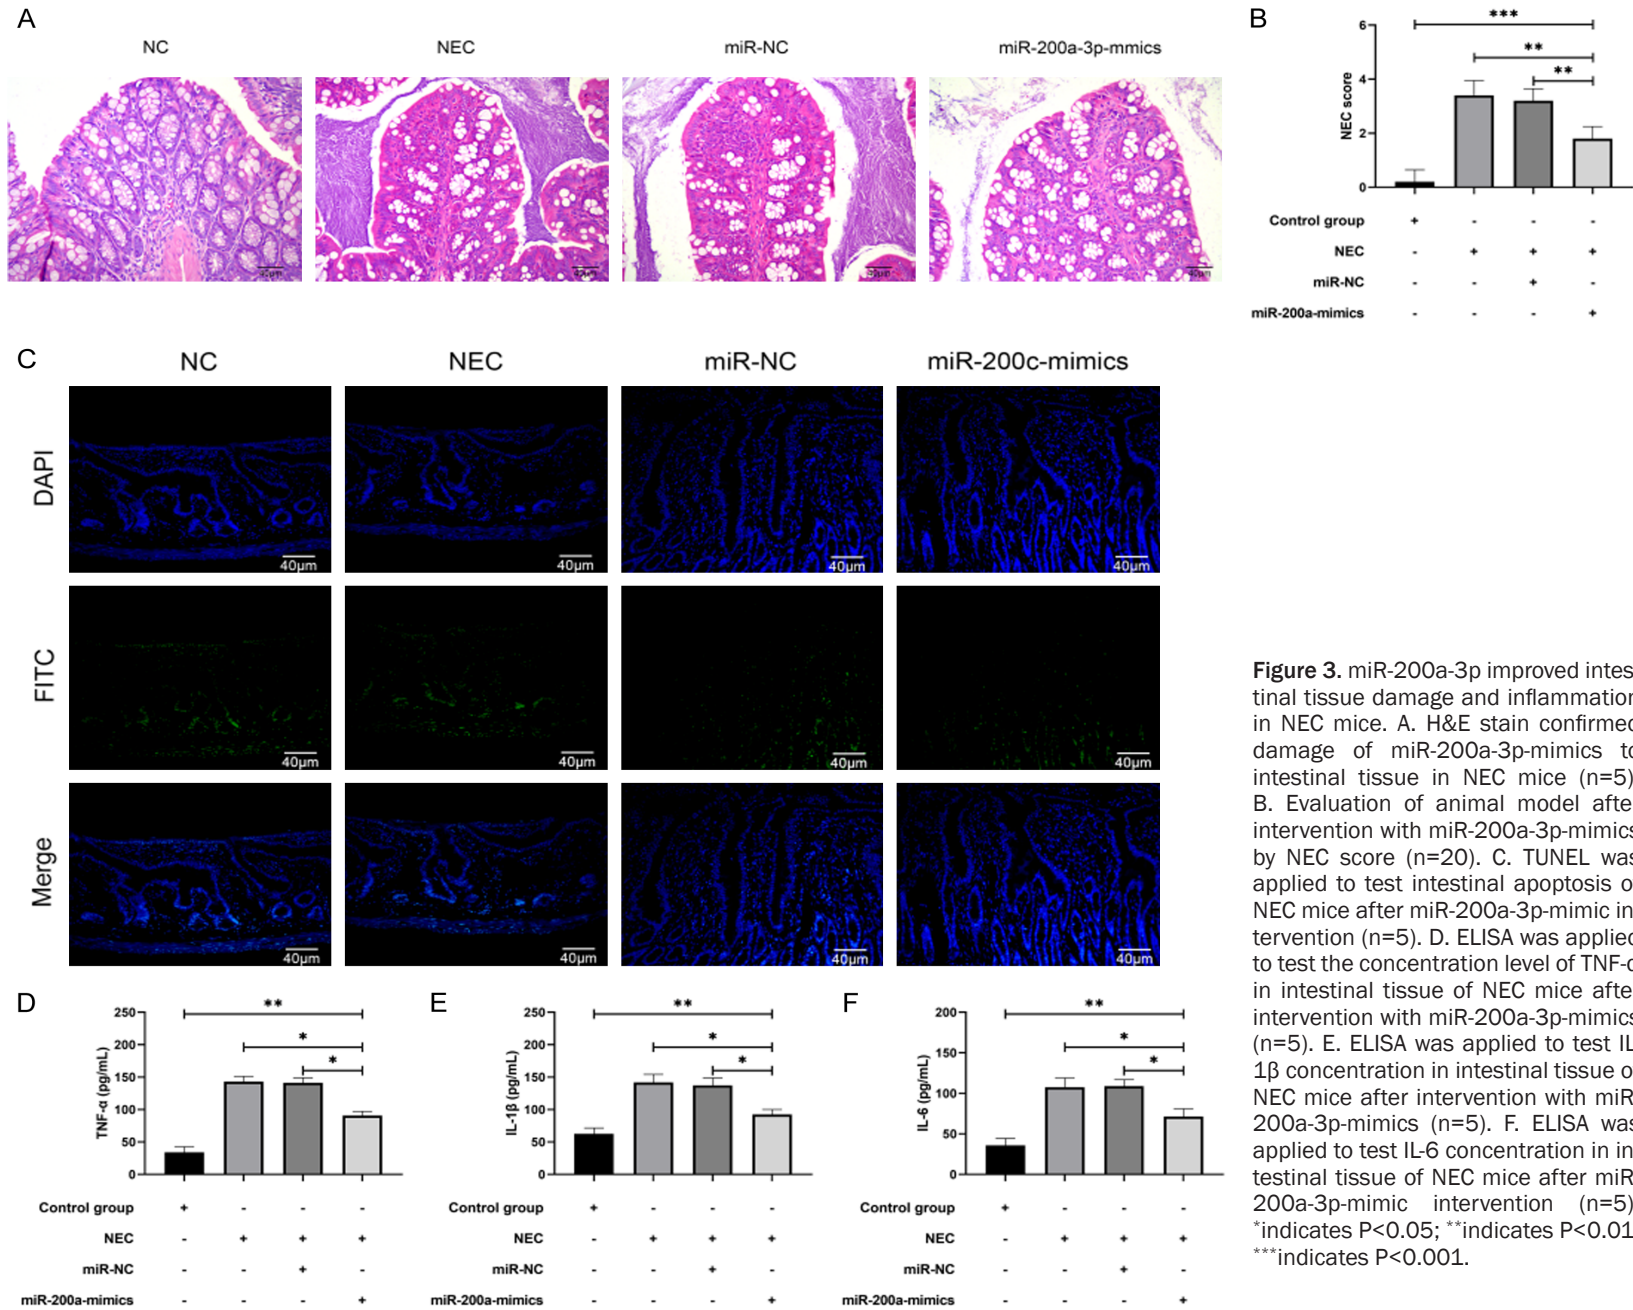 A
NC
NEC
miR-NC
miR-200a-3p-mmics
40μm
40μm
40μm
40μm
B
NEC score
6
4
2
0
***
**
**
Control group + - - -
NEC - + + +
miR-NC - - + -
miR-200a-mimics - - - +
C
NC
NEC
miR-NC
miR-200c-mimics
DAPI
40μm
40μm
40μm
40μm
FITC
40μm
40μm
40μm
40μm
Merge
40μm
40μm
40μm
40μm
Figure 3. miR-200a-3p improved intes
tinal tissue damage and inflammation
in NEC mice. A. H&E stain confirmed
damage of miR-200a-3p-mimics to
intestinal tissue in NEC mice (n=5)
B. Evaluation of animal model after
intervention with miR-200a-3p-mimics
by NEC score (n=20). C. TUNEL was
applied to test intestinal apoptosis o
NEC mice after miR-200a-3p-mimic in
tervention (n=5). D. ELISA was applied
to test the concentration level of TNF-α
in intestinal tissue of NEC mice after
intervention with miR-200a-3p-mimics
(n=5). E. ELISA was applied to test IL
1β concentration in intestinal tissue o
NEC mice after intervention with miR
200a-3p-mimics (n=5). F. ELISA was
applied to test IL-6 concentration in in
testinal tissue of NEC mice after miR
200a-3p-mimic intervention (n=5)
*indicates P<0.05; **indicates P<0.01
***indicates P<0.001.
D
TNF-α (pg/mL)
250
200
150
100
50
0
**
*
*
Control group + - - -
NEC - + + +
miR-NC - - + -
miR-200a-mimics - - - +
E
IL-1β (pg/mL)
250
200
150
100
50
0
**
*
*
Control group + - - -
NEC - + + +
miR-NC - - + -
miR-200a-mimics - - - +
F
IL-6 (pg/mL)
200
150
100
50
0
**
*
*
Control group + - - -
NEC - + + +
miR-NC - - + -
miR-200a-mimics - - - +